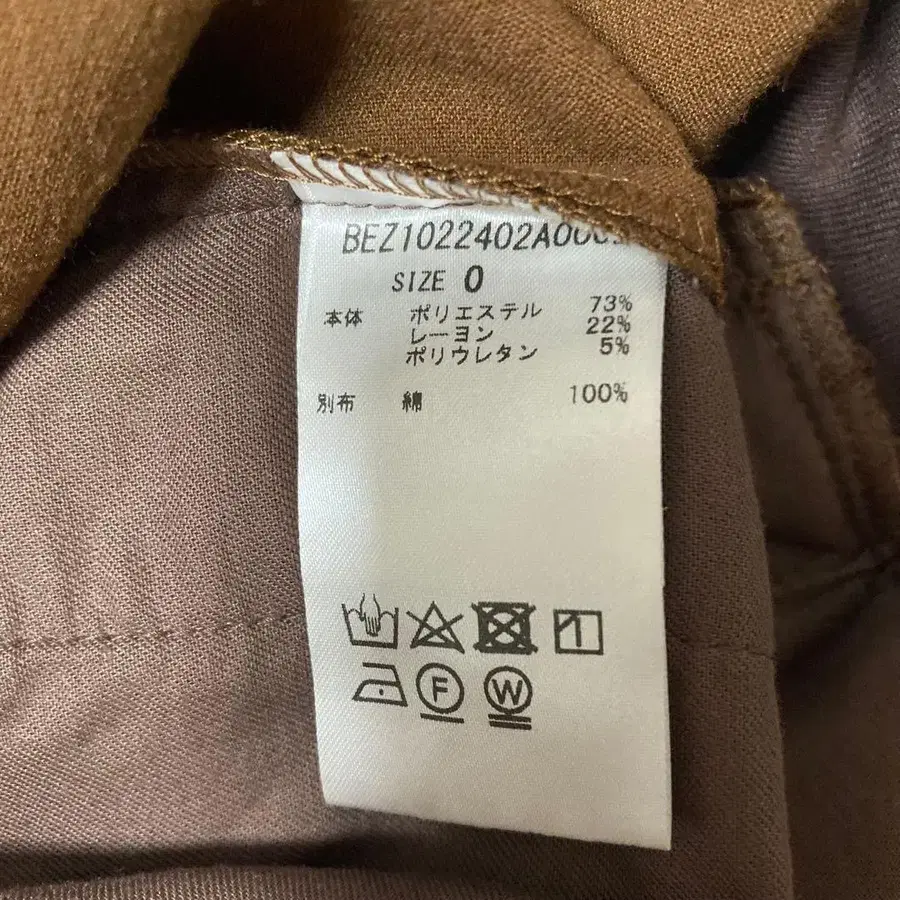 SIZE 0
本体 ポリエステル 73%
レーヨン 22%
ポリウレタン 5%
別布 綿 100%
F W